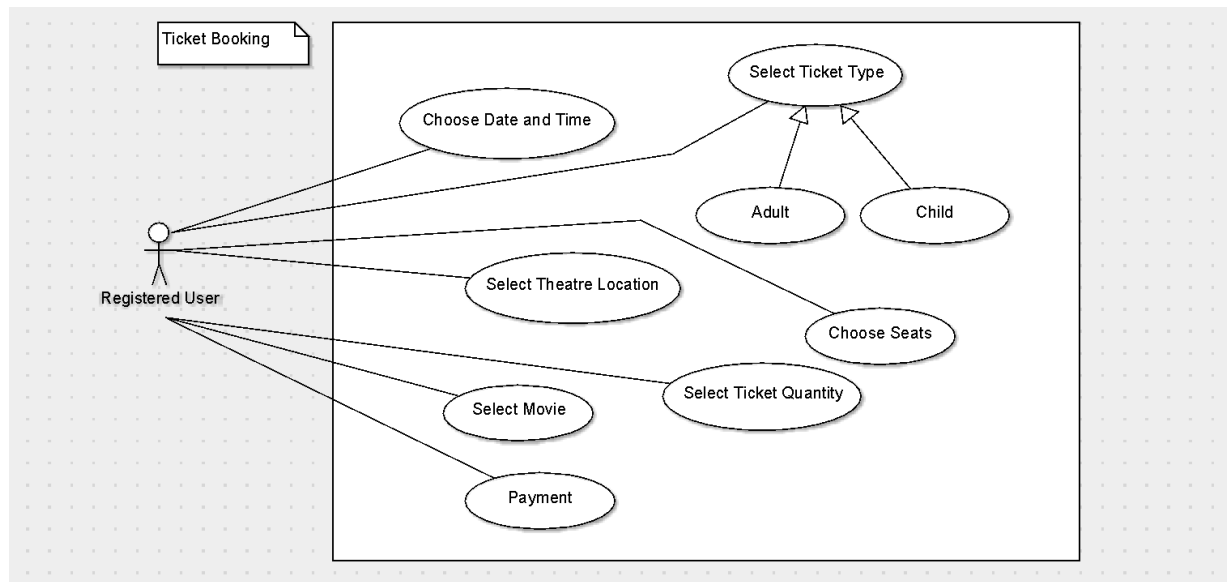 Ticket Booking
Select Ticket Type
Choose Date and Time
Adult
Child
Select Theatre Location
Registered User
Choose Seats
Select Ticket Quantity
Select Movie
Payment